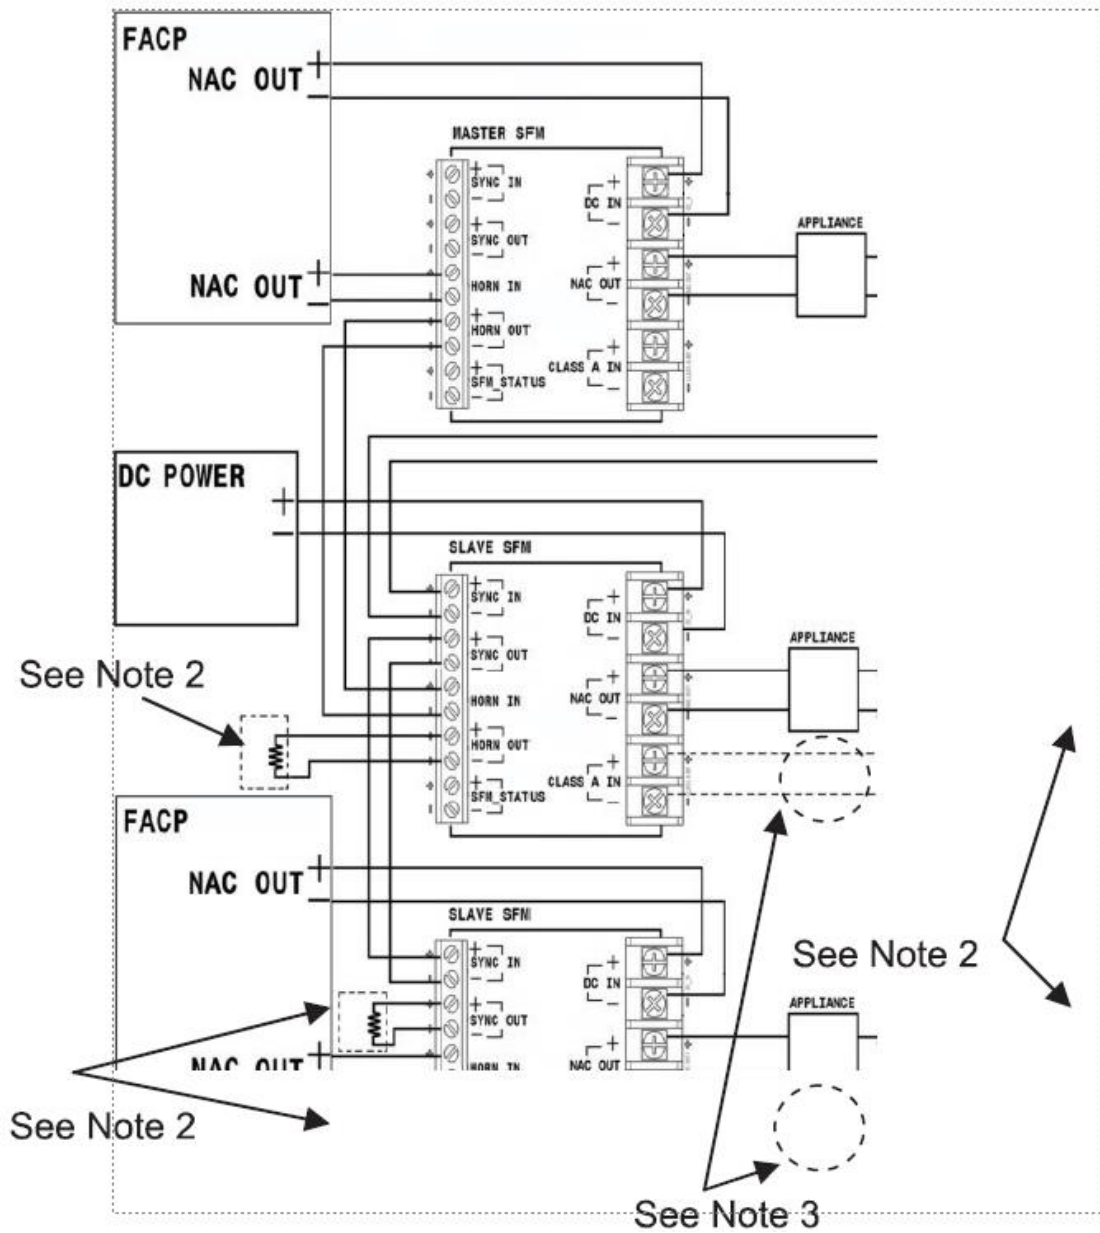 FACP
NAC OUT +
−
MASTER SFM
+ SYNC IN −
+ SYNC OUT −
HORN IN
+ HORN OUT −
+ SFM_STATUS −
+ DC IN −
+ NAC OUT −
+ CLASS A IN −
APPLIANCE
NAC OUT +
−
DC POWER
+
−
SLAVE SFM
+ SYNC IN −
+ SYNC OUT −
HORN IN
+ HORN OUT −
+ SFM_STATUS −
+ DC IN −
+ NAC OUT −
+ CLASS A IN −
APPLIANCE
See Note 2
FACP
NAC OUT +
−
SLAVE SFM
+ SYNC IN −
+ SYNC OUT −
HORN IN
+ DC IN −
NAC OUT +
APPLIANCE
See Note 2
NAC OUT +
See Note 2
See Note 3